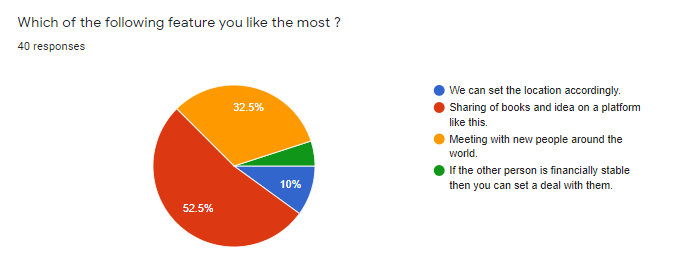 Which of the following feature you like the most ?
40 responses
32.5%
10%
52.5%
We can set the location accordingly.
Sharing of books and idea on a platform
like this.
Meeting with new people around the
world.
If the other person is financially stable
then you can set a deal with them.